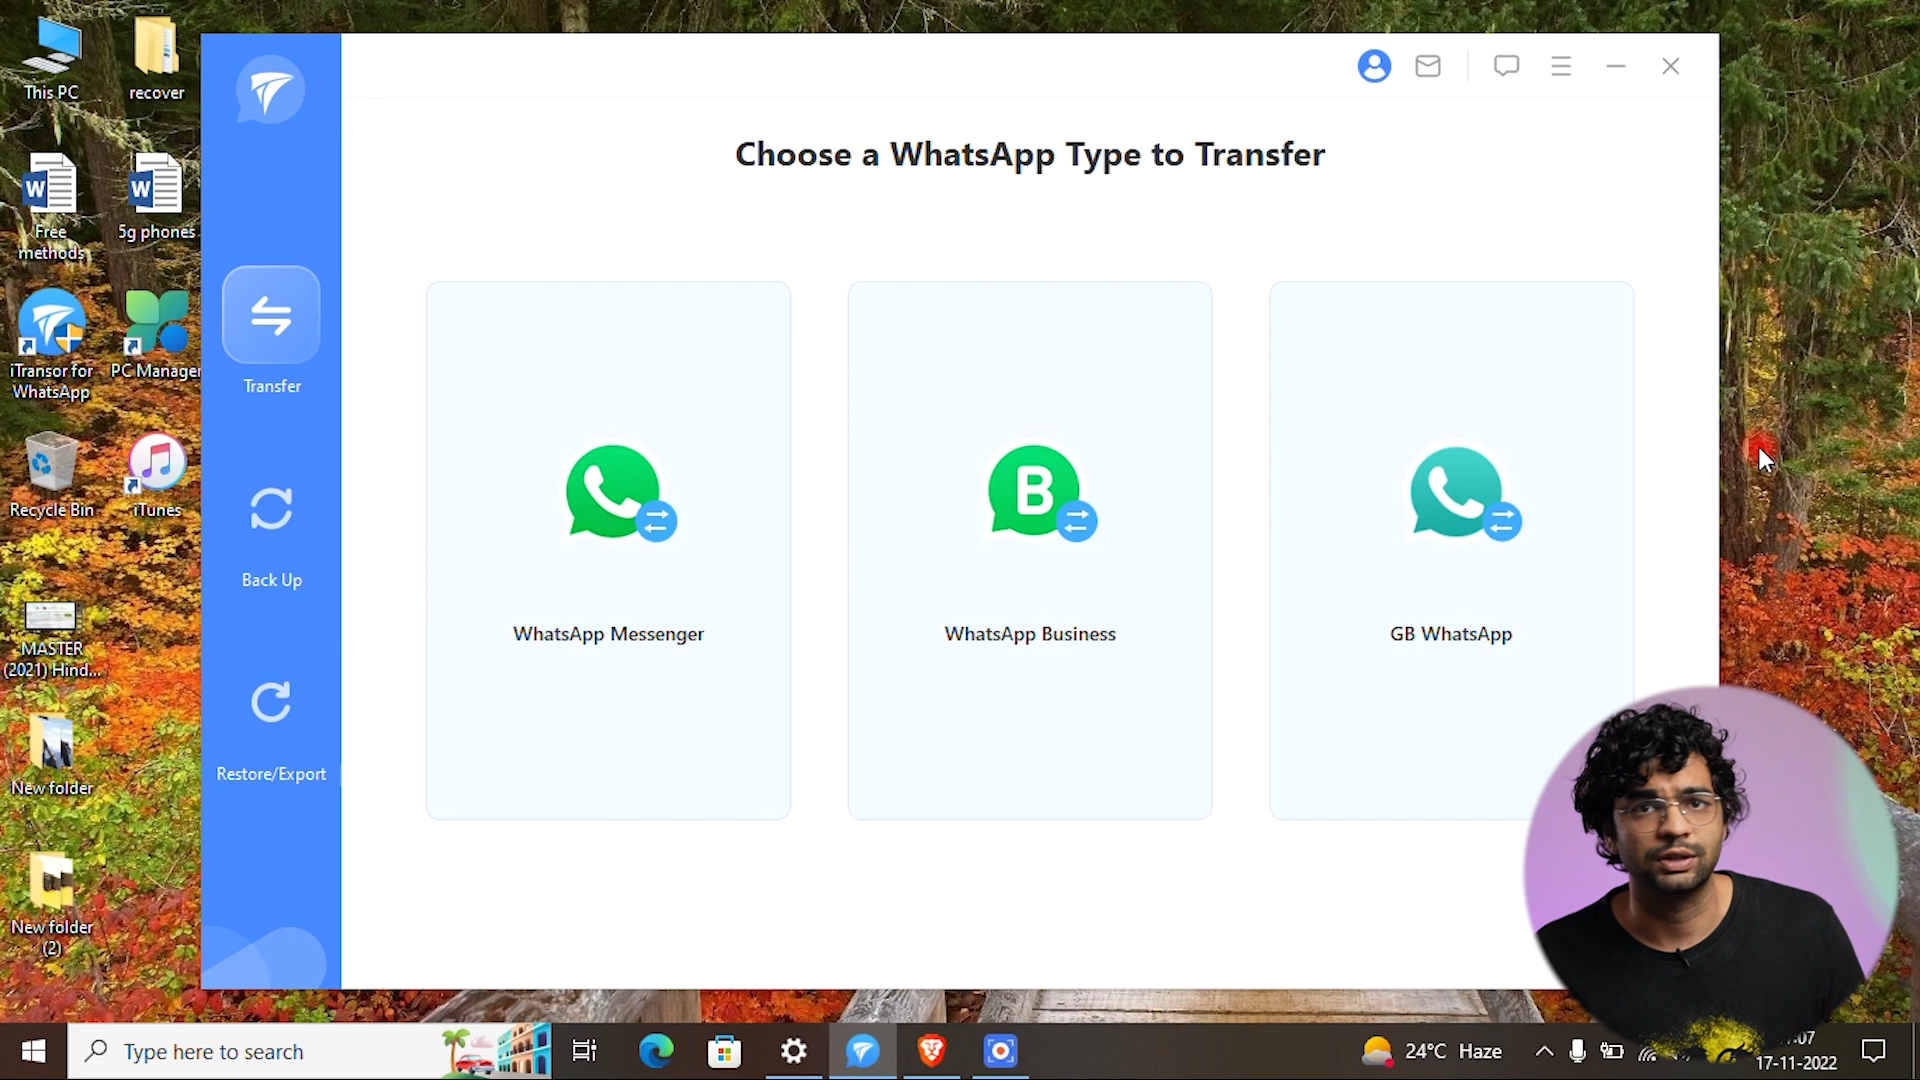 This PC
recover
W
W
Free
methods
5g phones
iTransor for
WhatsApp
PC Manager
Recycle Bin
iTunes
MASTER
(2021) Hind...
New folder
New folder
(2)
Transfer
Back Up
Restore/Export
Choose a WhatsApp Type to Transfer
B
WhatsApp Messenger
WhatsApp Business
GB WhatsApp
Type here to search
24°C Haze
:07
17-11-2022